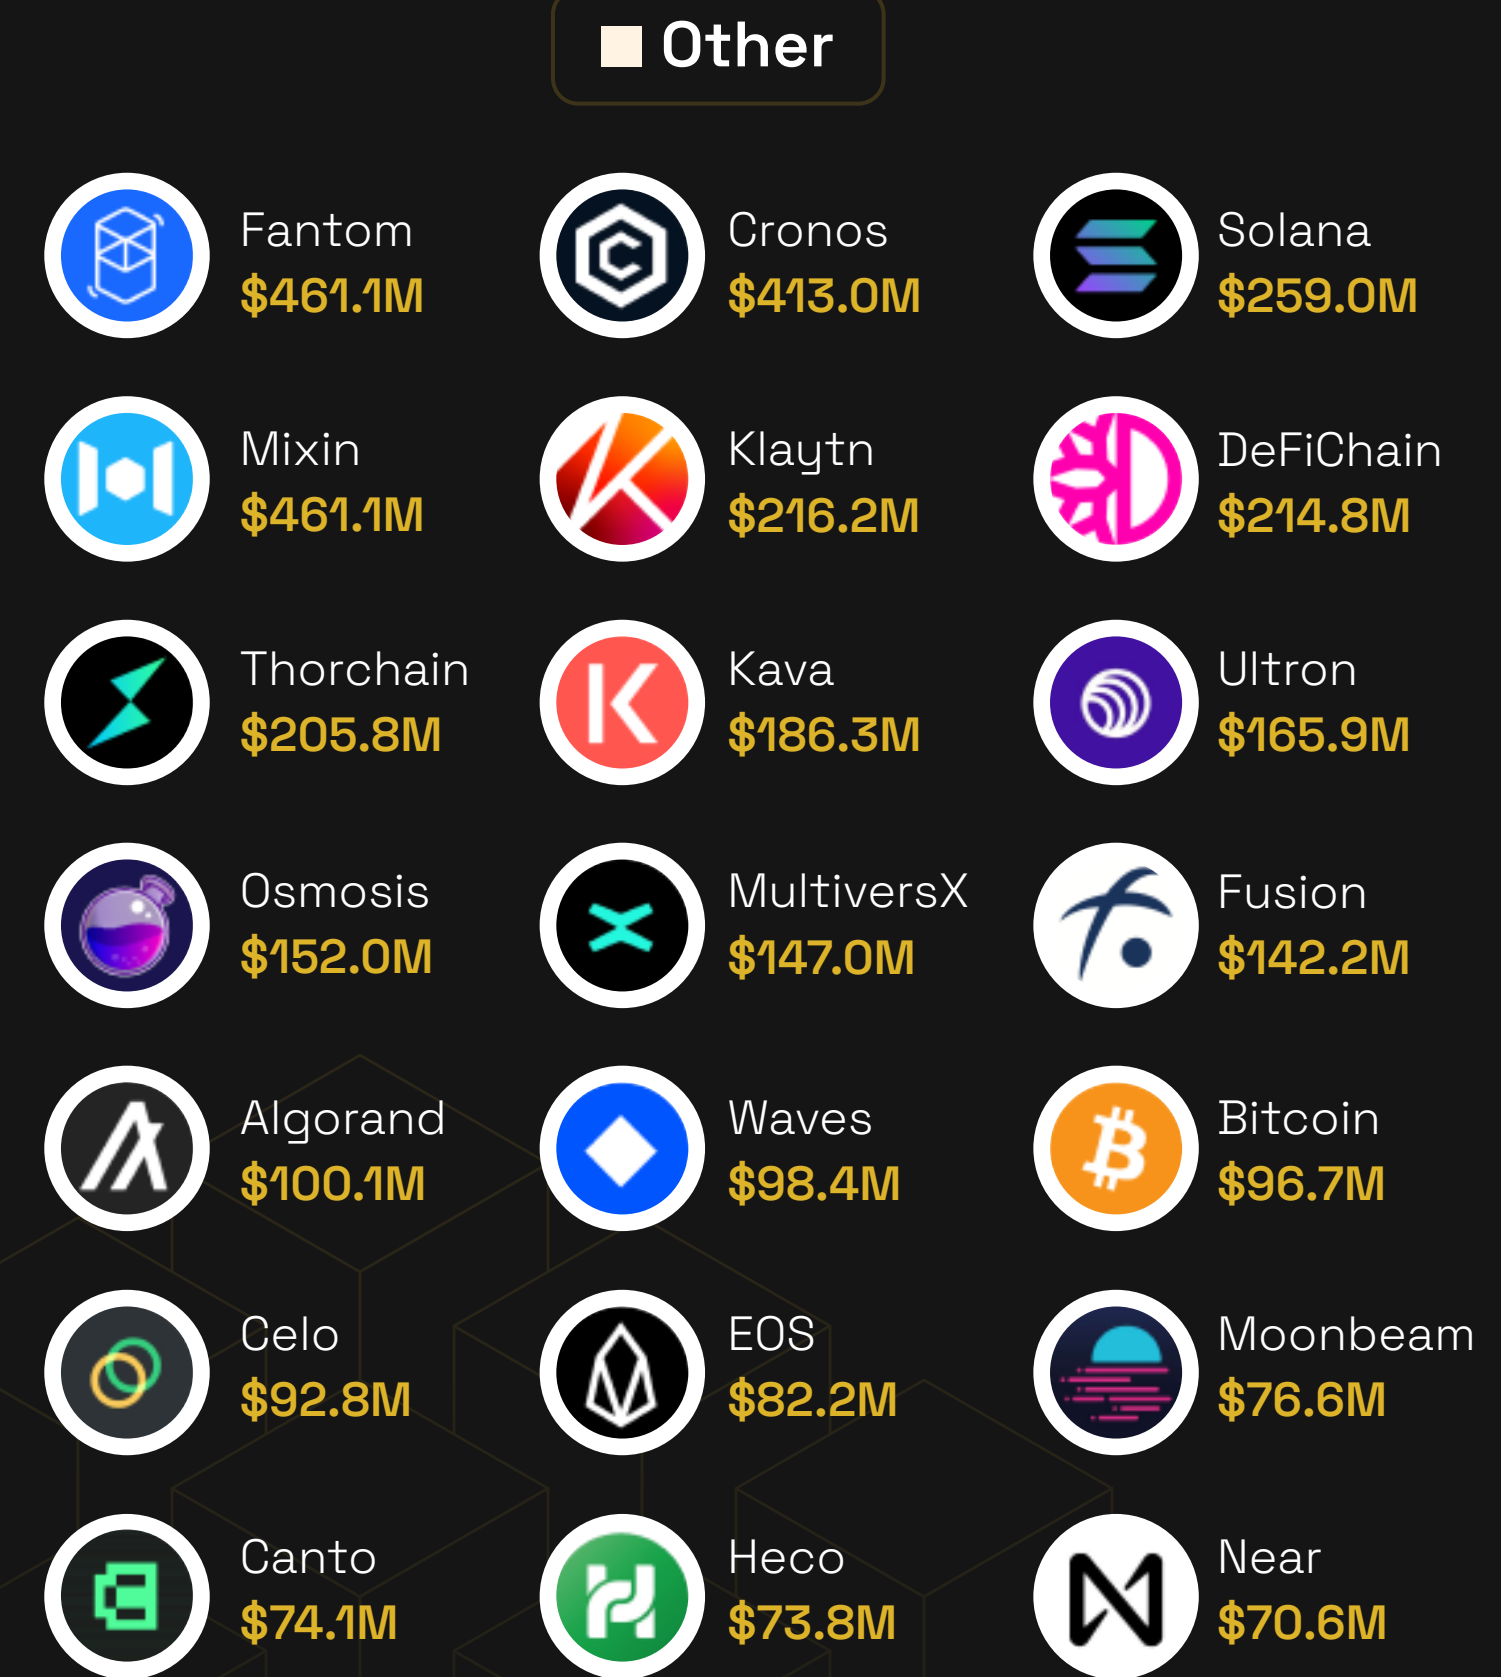 Other
Fantom
$461.1M
Cronos
$413.0M
Solana
$259.0M
Mixin
$461.1M
Klaytn
$216.2M
DeFiChain
$214.8M
Thorchain
$205.8M
Kava
$186.3M
Ultron
$165.9M
Osmosis
$152.0M
MultiversX
$147.0M
Fusion
$142.2M
Algorand
$100.1M
Waves
$98.4M
Bitcoin
$96.7M
Celo
$92.8M
EOS
$82.2M
Moonbeam
$76.6M
Canto
$74.1M
Heco
$73.8M
Near
$70.6M